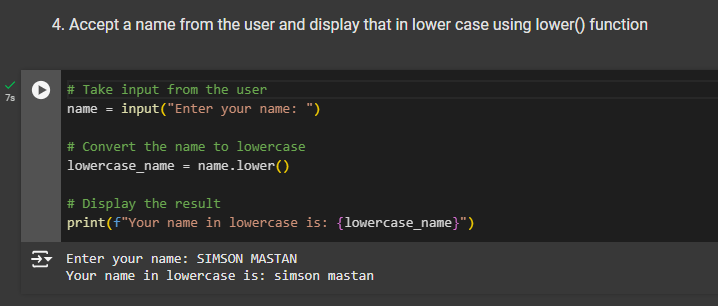 4. Accept a name from the user and display that in lower case using lower() function
7s
# Take input from the user
name = input("Enter your name: ")
# Convert the name to lowercase
lowercase_name = name.lower()
# Display the result
print(f"Your name in lowercase is: {lowercase_name}")
Enter your name: SIMSON MASTAN
Your name in lowercase is: simson mastan